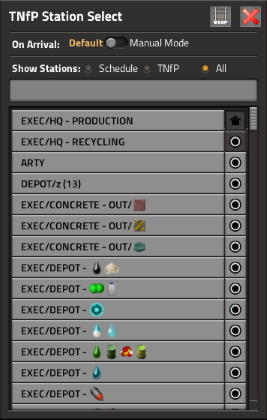 TNfP Station Select
TNfP
On Arrival: Default Manual Mode
Show Stations: Schedule TNfP All
EXEC/HQ - PRODUCTION
EXEC/HQ - RECYCLING
ARTY
DEPOT/z (13)
EXEC/CONCRETE - OUT/
EXEC/CONCRETE - OUT/
EXEC/CONCRETE - OUT/
EXEC/DEPOT -
EXEC/DEPOT -
EXEC/DEPOT -
EXEC/DEPOT -
EXEC/DEPOT -
EXEC/DEPOT -
EXEC/DEPOT -